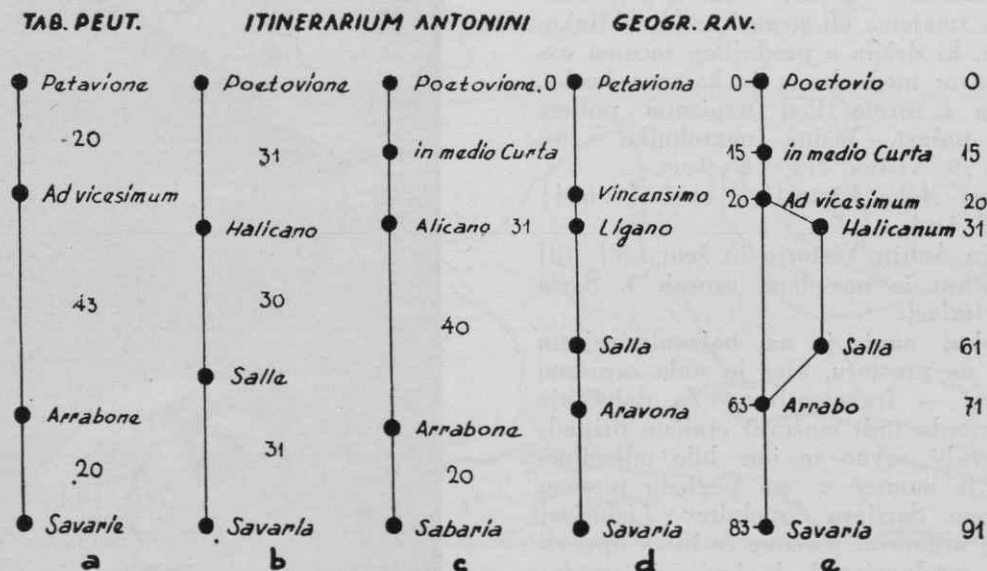 TAB. PEUT. ITINERARIUM ANTONINI GEOGR. RAV.
Petavione Poetovione Poetovione. 0 Petaviona 0 Poetorio 0
20 31 15 in medio Curta in medio Curta 15
Ad vicesimum Vincensimo 20 Ad vicesimum 20
Halicano Alicano 31 Ligano Halicanum 31
43 30 40
Salle Salla Salla 61
Arrabone Arrabone Aravona 63 Arrabo 71
20 31 20
Savarie Savaria Sabaria Savaria 83 Savaria 91
a b c d e